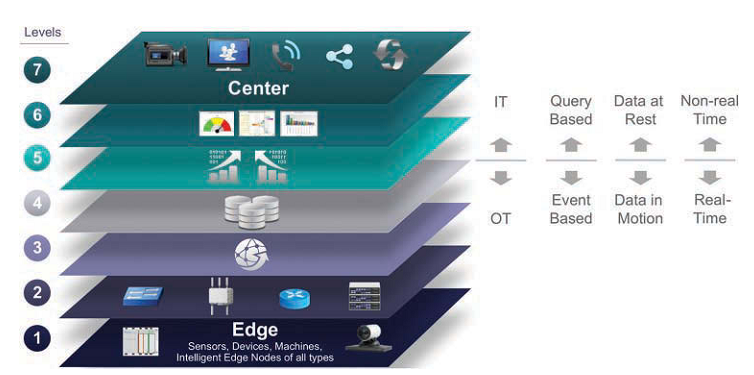 Levels
7
Center
6
5
4
3
2
1
Edge
Sensors, Devices, Machines,
Intelligent Edge Nodes of all types
IT
Query
Based
Data at
Rest
Non-real
Time
OT
Event
Based
Data in
Motion
Real-
Time